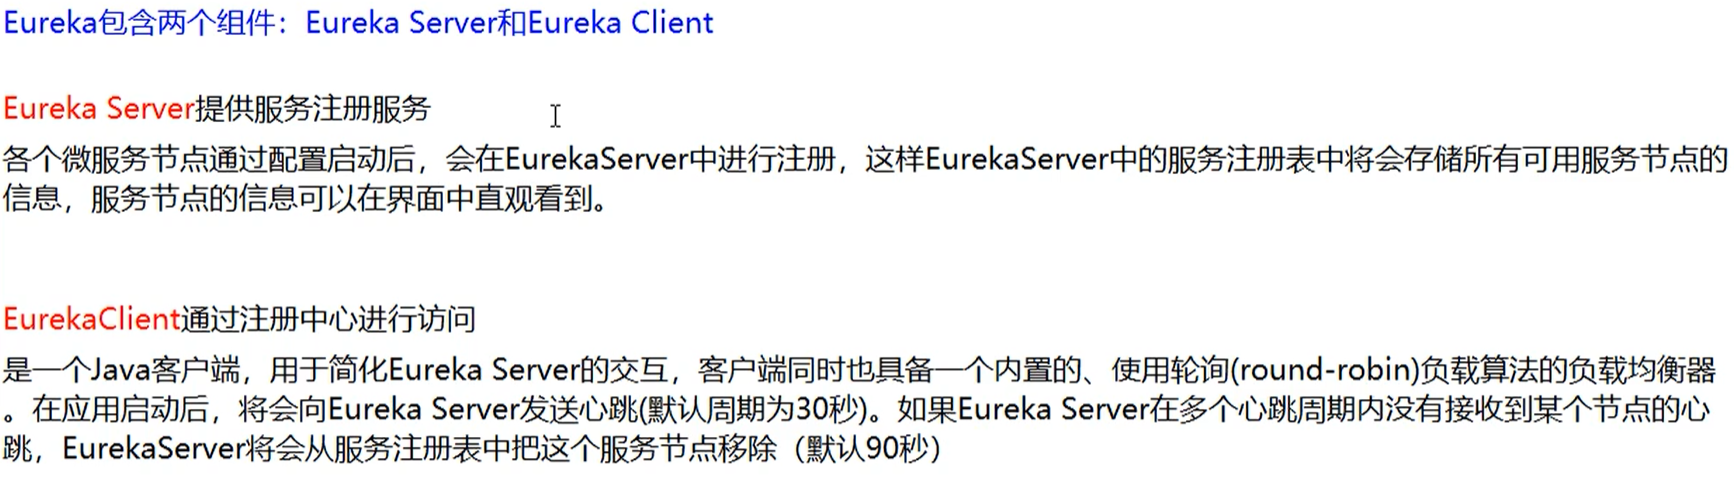 Eureka包含两个组件：Eureka Server和Eureka Client
Eureka Server提供服务注册服务
各个微服务节点通过配置启动后，会在EurekaServer中进行注册，这样EurekaServer中的服务注册表中将会存储所有可用服务节点的
信息，服务节点的信息可以在界面中直观看到。
EurekaClient通过注册中心进行访问
是一个Java客户端，用于简化Eureka Server的交互，客户端同时也具备一个内置的、使用轮询(round-robin)负载算法的负载均衡器
。在应用启动后，将会向Eureka Server发送心跳(默认周期为30秒)。如果Eureka Server在多个心跳周期内没有接收到某个节点的心
跳，EurekaServer将会从服务注册表中把这个服务节点移除（默认90秒）